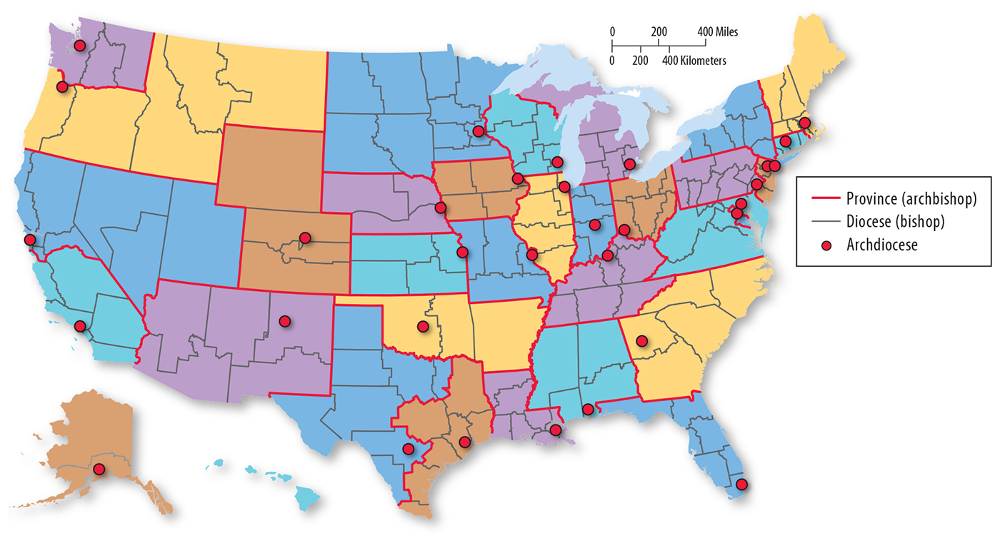 0 200 400 Miles
0 200 400 Kilometers
Province (archbishop)
Diocese (bishop)
Archdiocese